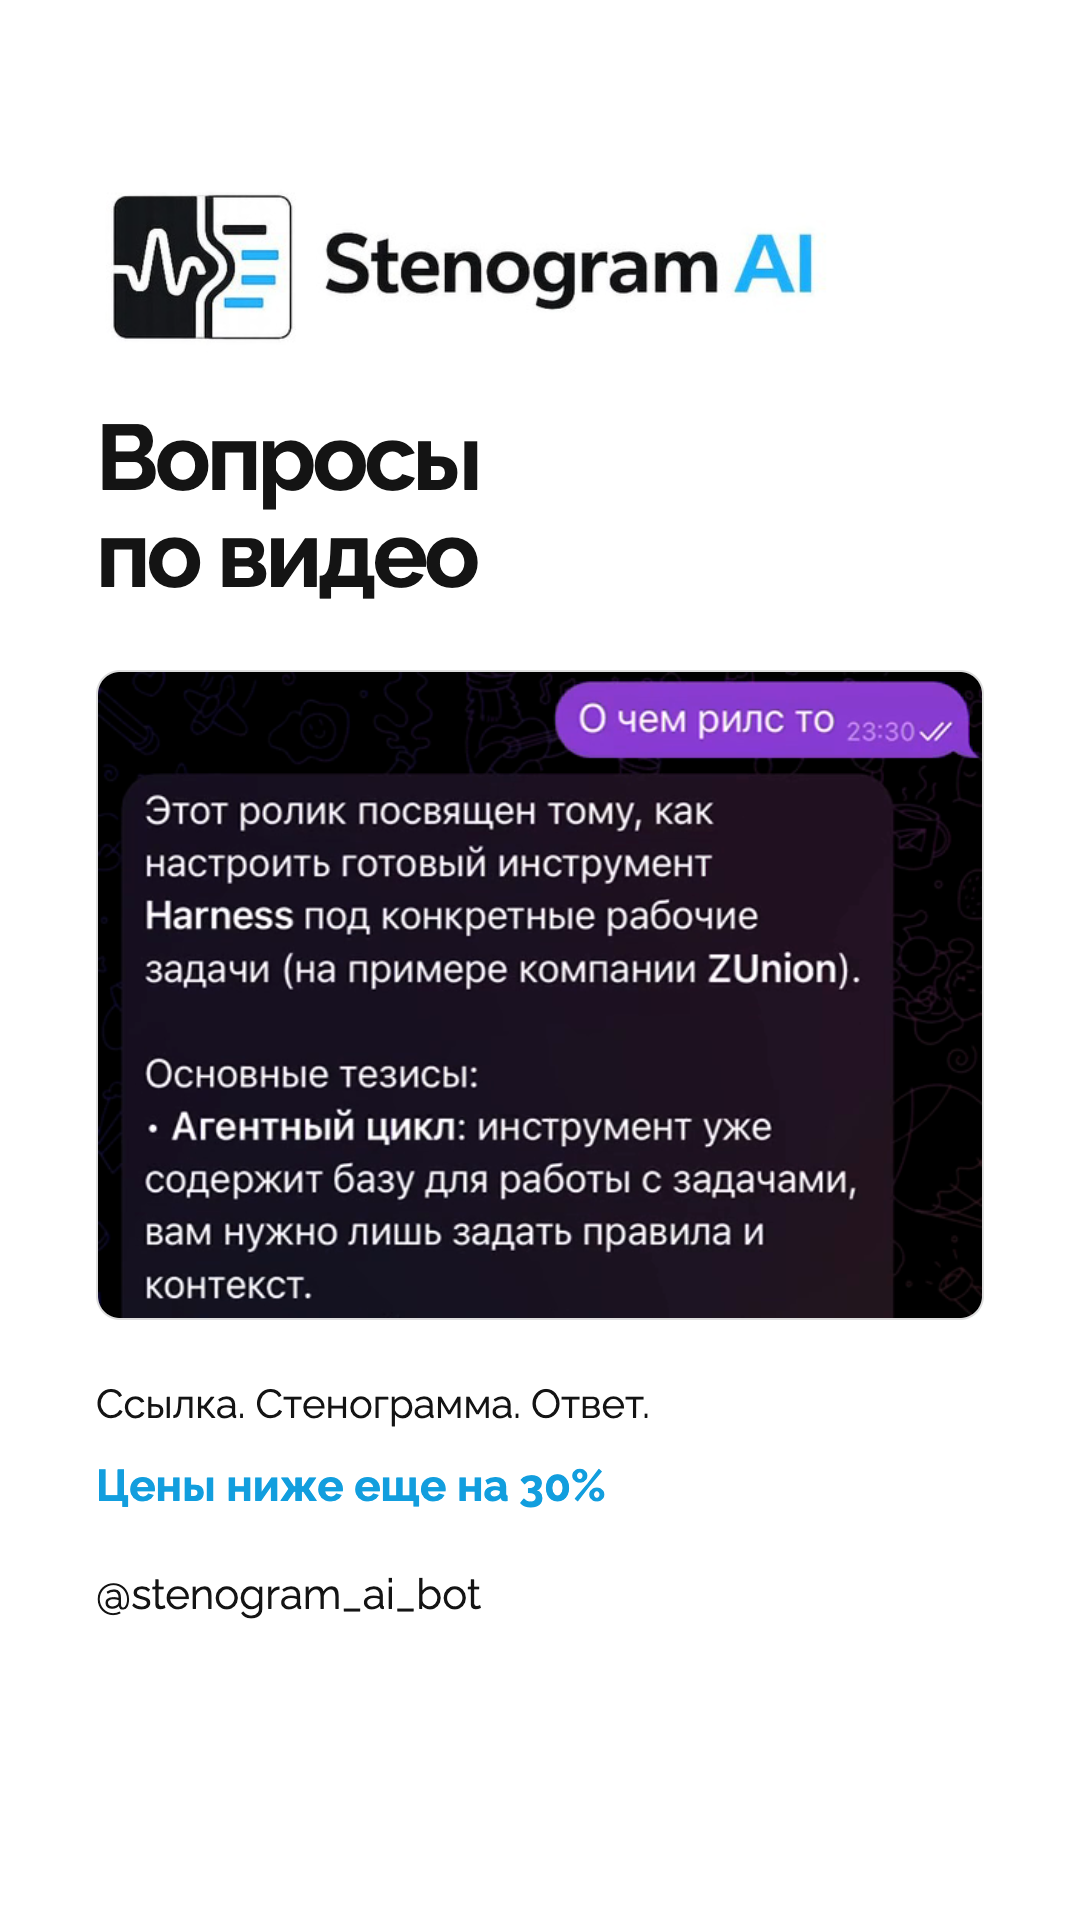 Stenogram AI
Вопросы
по видео
О чем рилс то 23:30
Этот ролик посвящен тому, как
настроить готовый инструмент
Harness под конкретные рабочие
задачи (на примере компании ZUnion).
Основные тезисы:
• Агентный цикл: инструмент уже
содержит базу для работы с задачами,
вам нужно лишь задать правила и
контекст.
Ссылка. Стенограмма. Ответ.
Цены ниже еще на 30%
@stenogram_ai_bot